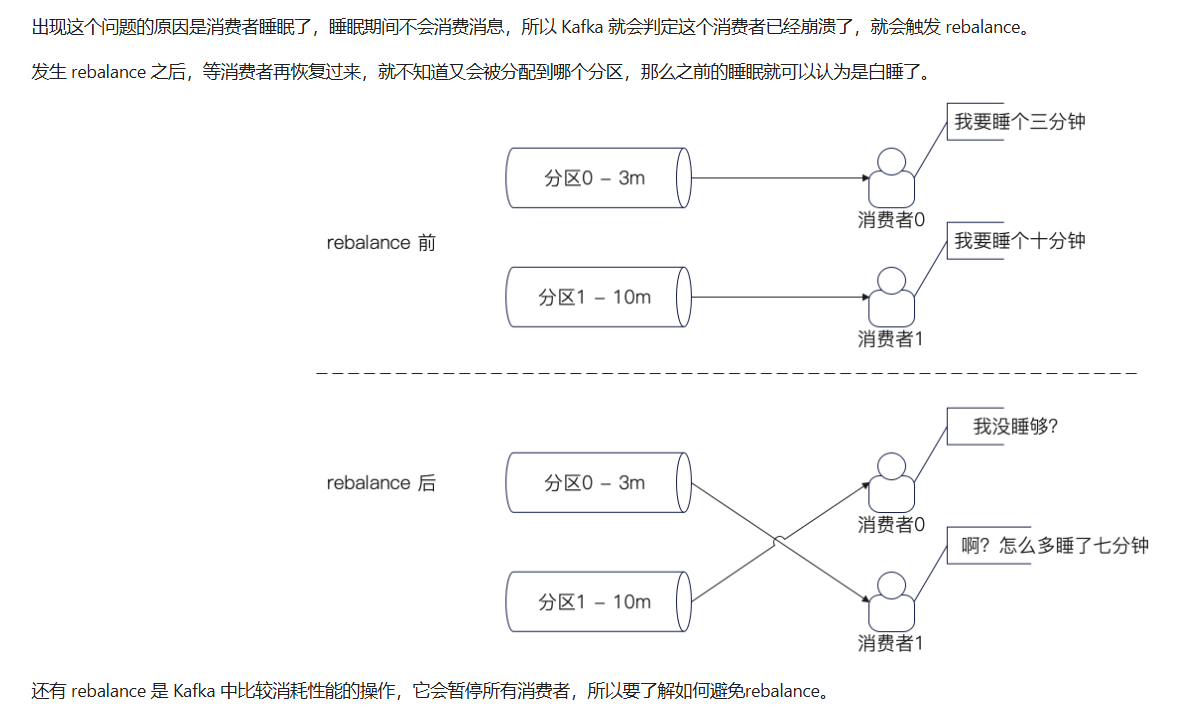 出现这个问题的原因是消费者睡眠了，睡眠期间不会消费消息，所以 Kafka 就会判定这个消费者已经崩溃了，就会触发 rebalance。
发生 rebalance 之后，等消费者再恢复过来，就不知道又会被分配到哪个分区，那么之前的睡眠就可以认为是白睡了。
我要睡个三分钟
分区0 – 3m
消费者0
rebalance 前
我要睡个十分钟
分区1 – 10m
消费者1
我没睡够？
rebalance 后
分区0 – 3m
消费者0
啊？怎么多睡了七分钟
分区1 – 10m
消费者1
还有 rebalance 是 Kafka 中比较消耗性能的操作，它会暂停所有消费者，所以要了解如何避免rebalance。